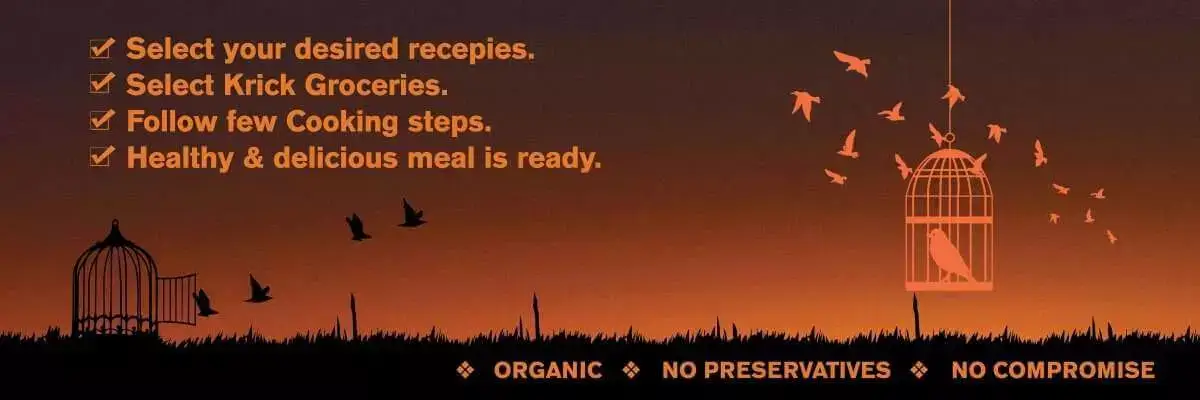 Select your desired recepies.
Select Krick Groceries.
Follow few Cooking steps.
Healthy & delicious meal is ready.
❖ ORGANIC ❖ NO PRESERVATIVES ❖ NO COMPROMISE